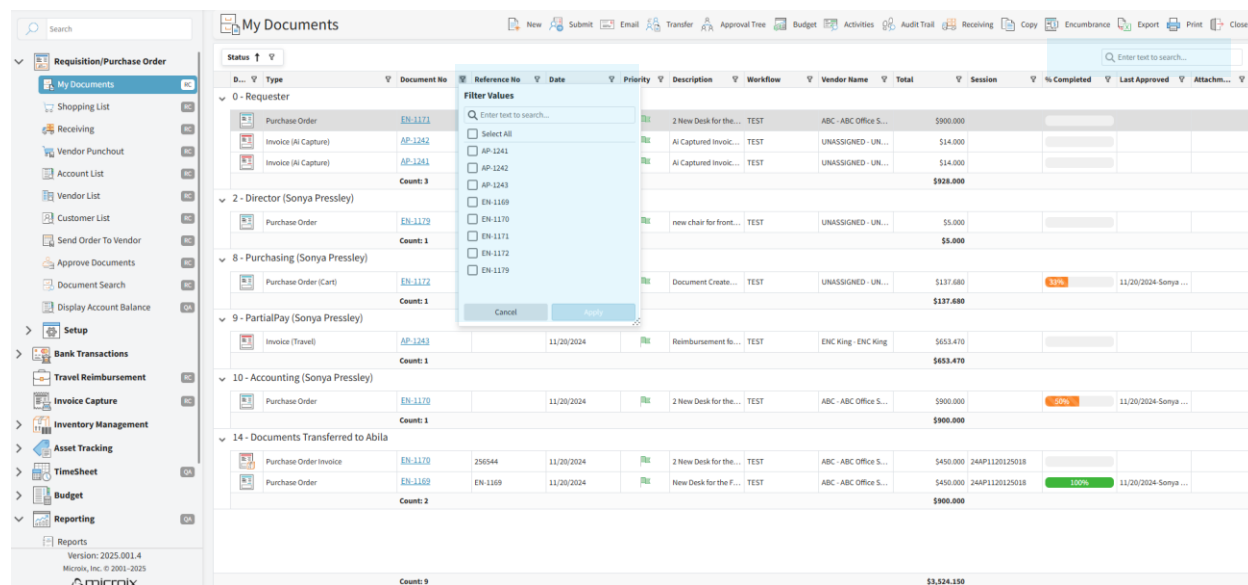 My Documents
New Submit Email Transfer Approval Tree Budget Activities Audit Trail Receiving Copy Encumbrance Export Print Close
Search
Requisition/Purchase Order
My Documents RC
Shopping List RC
Receiving RC
Vendor Punchout RC
Account List RC
Vendor List RC
Customer List RC
Send Order To Vendor RC
Approve Documents RC
Document Search RC
Display Account Balance QA
Setup
Bank Transactions
Travel Reimbursement RC
Invoice Capture RC
Inventory Management
Asset Tracking
TimeSheet QA
Budget
Reporting QA
Reports
Version: 2025.001.4
Microix, Inc. © 2001-2025
microix
Status
Enter text to search...
D... Type Document No Reference No Date Priority Description Workflow Vendor Name Total Session % Completed Last Approved Attachm...
Filter Values
Enter text to search...
Select All
AP-1241
AP-1242
AP-1243
EN-1169
EN-1170
EN-1171
EN-1172
EN-1179
Cancel Apply
0 - Requester
Purchase Order EN-1171 2 New Desk for the... TEST ABC - ABC Office S... $900.000
Invoice (Ai Capture) AP-1242 Ai Captured Invoic... TEST UNASSIGNED - UN... $14.000
Invoice (Ai Capture) AP-1241 Ai Captured Invoic... TEST UNASSIGNED - UN... $14.000
Count: 3 $928.000
2 - Director (Sonya Pressley)
Purchase Order EN-1179 new chair for front... TEST UNASSIGNED - UN... $5.000
Count: 1 $5.000
8 - Purchasing (Sonya Pressley)
Purchase Order (Cart) EN-1172 Document Create... TEST UNASSIGNED - UN... $137.680 33% 11/20/2024-Sonya ...
Count: 1 $137.680
9 - PartialPay (Sonya Pressley)
Invoice (Travel) AP-1243 11/20/2024 Reimbursement fo... TEST ENC King - ENC King $653.470
Count: 1 $653.470
10 - Accounting (Sonya Pressley)
Purchase Order EN-1170 11/20/2024 2 New Desk for the... TEST ABC - ABC Office S... $900.000 50% 11/20/2024-Sonya ...
Count: 1 $900.000
14 - Documents Transferred to Abila
Purchase Order Invoice EN-1170 256544 11/20/2024 2 New Desk for the... TEST ABC - ABC Office S... $450.000 24AP1120125018
Purchase Order EN-1169 EN-1169 11/20/2024 New Desk for the F... TEST ABC - ABC Office S... $450.000 24AP1120125018 100% 11/20/2024-Sonya ...
Count: 2 $900.000
Count: 9 $3,524.150